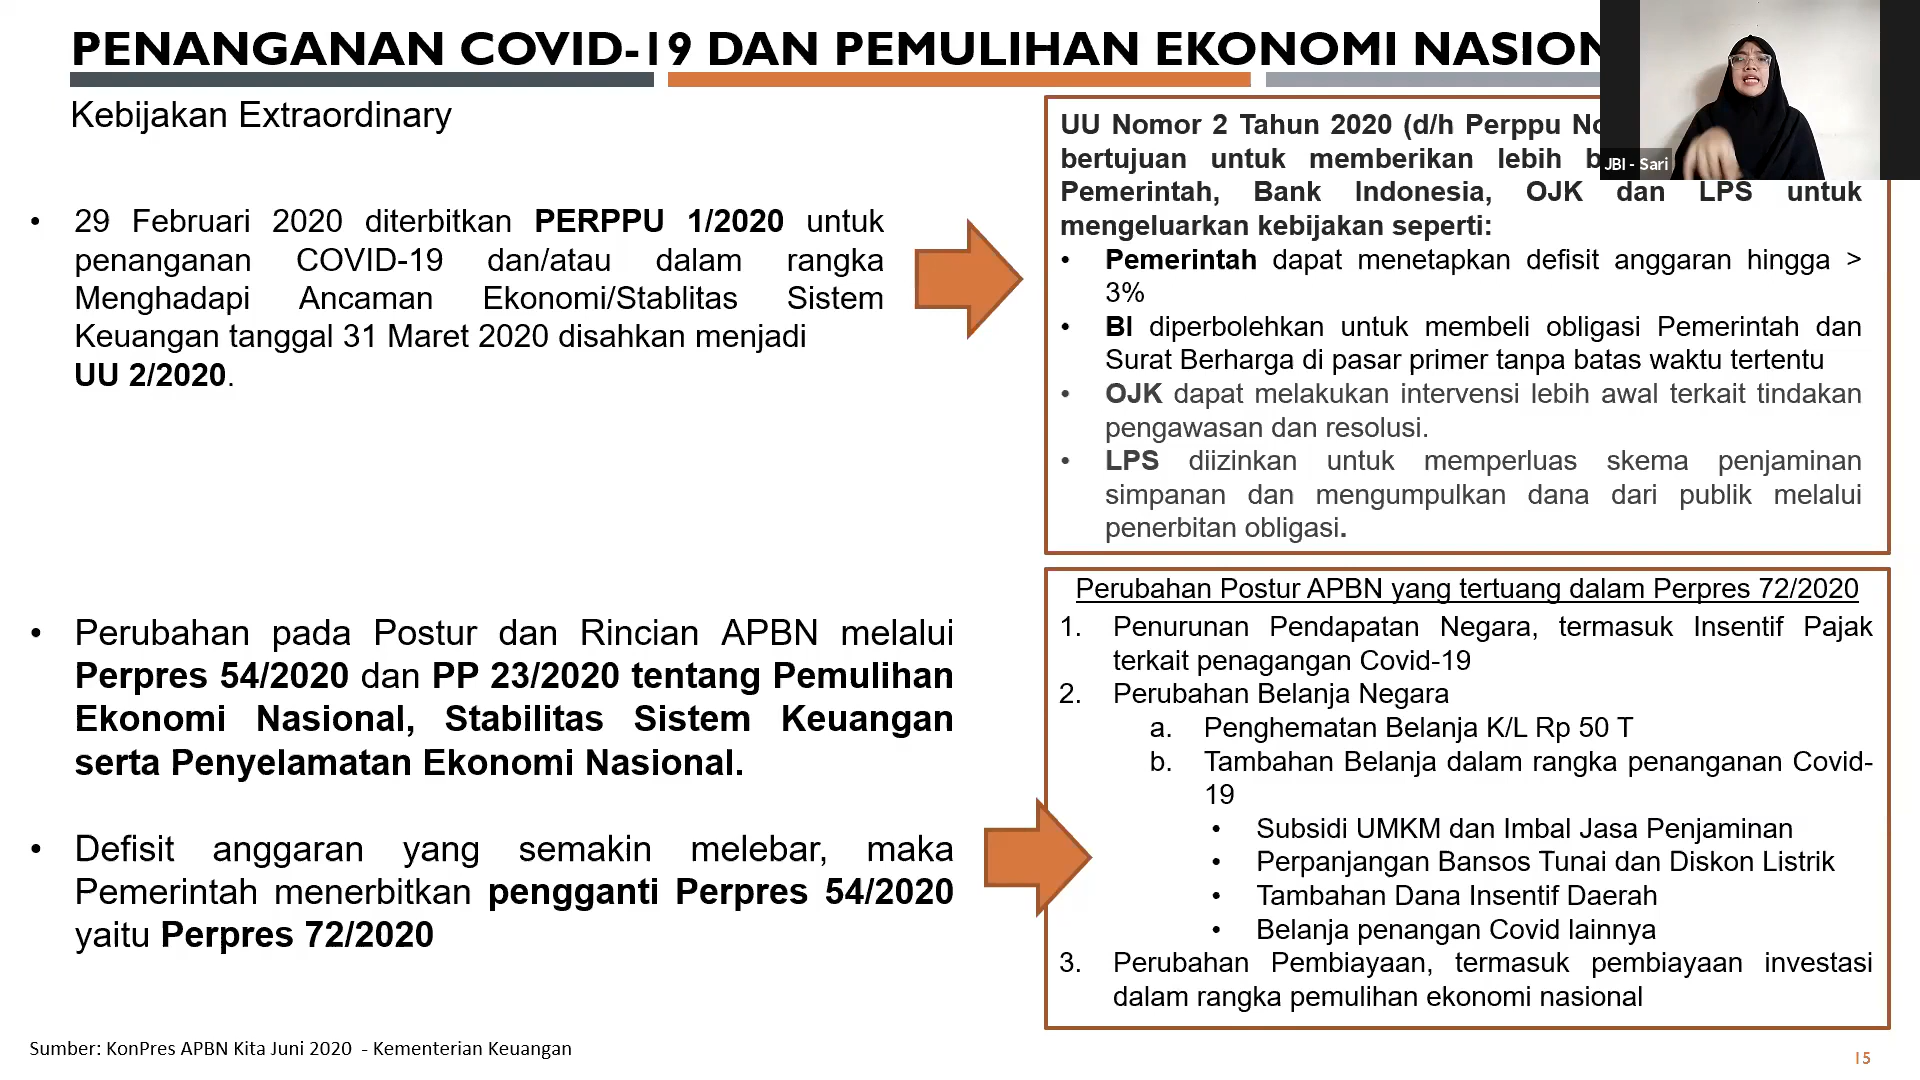 PENANGANAN COVID-19 DAN PEMULIHAN EKONOMI
Kebijakan Extraordinary
• 29 Februari 2020 diterbitkan PERPPU 1/2020 untuk
penanganan COVID-19 dan/atau dalam rangka
Menghadapi Ancaman Ekonomi/Stablitas Sistem
Keuangan tanggal 31 Maret 2020 disahkan menjadi
UU 2/2020.
• Perubahan pada Postur dan Rincian APBN melalui
Perpres 54/2020 dan PP 23/2020 tentang Pemulihan
Ekonomi Nasional, Stabilitas Sistem Keuangan
serta Penyelamatan Ekonomi Nasional.
• Defisit anggaran yang semakin melebar, maka
Pemerintah menerbitkan pengganti Perpres 54/2020
yaitu Perpres 72/2020
UU Nomor 2 Tahun 2020 (d/h Perppu
bertujuan untuk memberikan lebih
Pemerintah, Bank Indonesia, OJK dan LPS untuk
mengeluarkan kebijakan seperti:
• Pemerintah dapat menetapkan defisit anggaran hingga >
3%
• BI diperbolehkan untuk membeli obligasi Pemerintah dan
Surat Berharga di pasar primer tanpa batas waktu tertentu
• OJK dapat melakukan intervensi lebih awal terkait tindakan
pengawasan dan resolusi.
• LPS diizinkan untuk memperluas skema penjaminan
simpanan dan mengumpulkan dana dari publik melalui
penerbitan obligasi.
Perubahan Postur APBN yang tertuang dalam Perpres 72/2020
1. Penurunan Pendapatan Negara, termasuk Insentif Pajak
terkait penagangan Covid-19
2. Perubahan Belanja Negara
a. Penghematan Belanja K/L Rp 50 T
b. Tambahan Belanja dalam rangka penanganan Covid-
19
• Subsidi UMKM dan Imbal Jasa Penjaminan
• Perpanjangan Bansos Tunai dan Diskon Listrik
• Tambahan Dana Insentif Daerah
• Belanja penangan Covid lainnya
3. Perubahan Pembiayaan, termasuk pembiayaan investasi
dalam rangka pemulihan ekonomi nasional
Sumber: KonPres APBN Kita Juni 2020 - Kementerian Keuangan
15
JBI - Sari